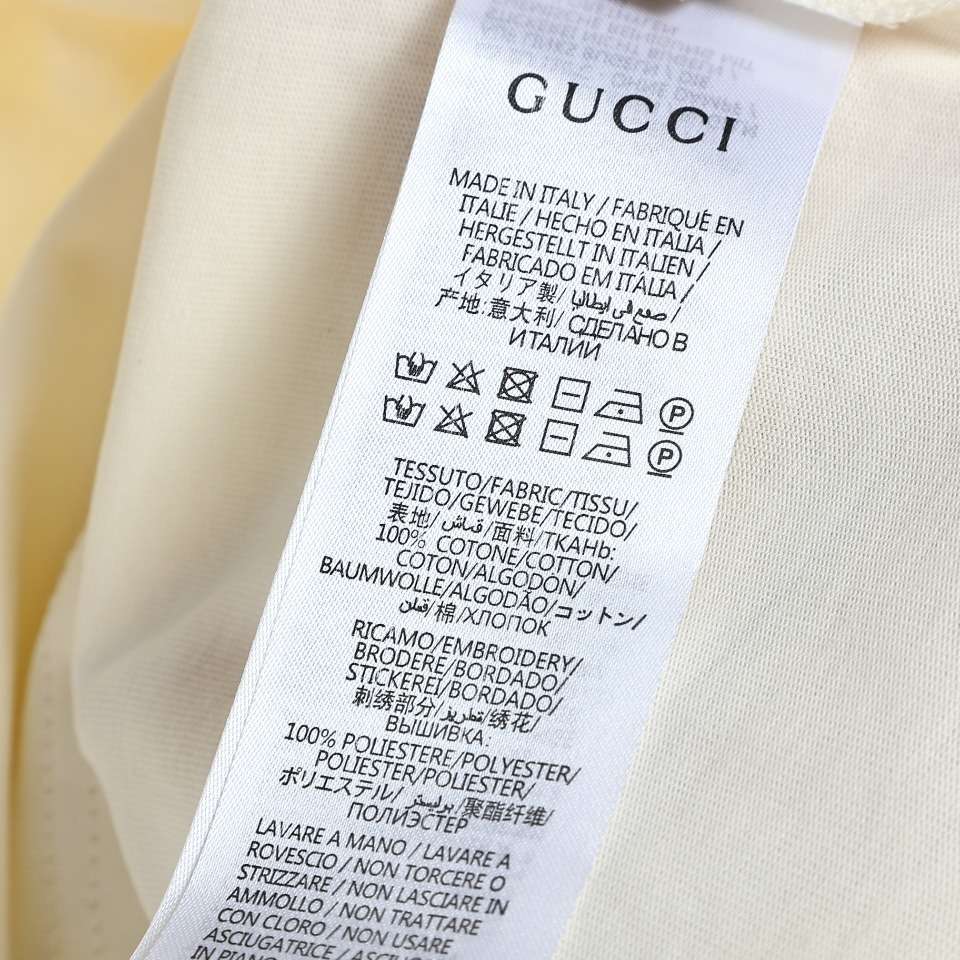 GUCCI
MADE IN ITALY / FABRIQUÉ EN
ITALIE / HECHO EN ITALIA /
HERGESTELLT IN ITALIEN /
FABRICADO EM ITÁLIA /
イタリア製/ صنع في إيطاليا /
产地:意大利/ СДЕЛАНО В
ИТАЛИИ
P
P
TESSUTO/FABRIC/TISSU/
TEJIDO/GEWEBE/TECIDO/
表地/ قماش /面料/ТКАНЬ:
100% COTONE/COTTON/
COTON/ALGODÓN/
BAUMWOLLE/ALGODÃO/コットン/
قطن/棉/ХЛОПОК
RICAMO/EMBROIDERY/
BRODERE/BORDADO/
STICKEREI/BORDADO/
刺绣部分/تطريز/绣花/
ВЫШИВКА:
100% POLIESTERE/POLYESTER/
POLIESTER/POLIESTER/
ポリエステル/ بوليستر/聚酯纤维/
ПОЛИЭСТЕР
LAVARE A MANO / LAVARE A
ROVESCIO / NON TORCERE O
STRIZZARE / NON LASCIARE IN
AMMOLLO / NON TRATTARE
CON CLORO / NON USARE
ASCIUGATRICE /
IN PIANO